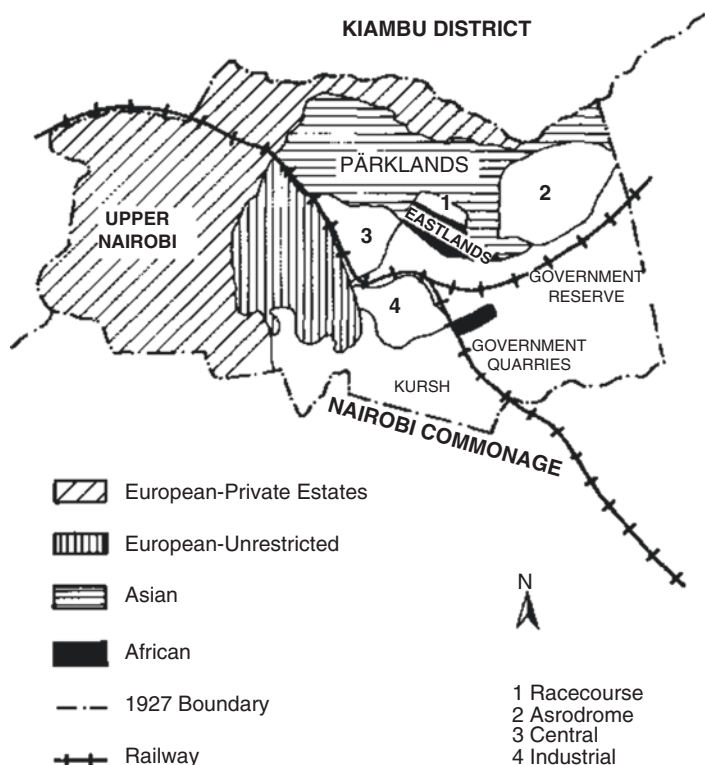 KIAMBU DISTRICT
PÄRKLANDS
1
2
UPPER
NAIROBI
EASTLANDS
3
GOVERNMENT
RESERVE
4
GOVERNMENT
QUARRIES
KURSH
NAIROBI COMMONAGE
European-Private Estates
European-Unrestricted
Asian
African
1927 Boundary
Railway
N
1 Racecourse
2 Asrodrome
3 Central
4 Industrial